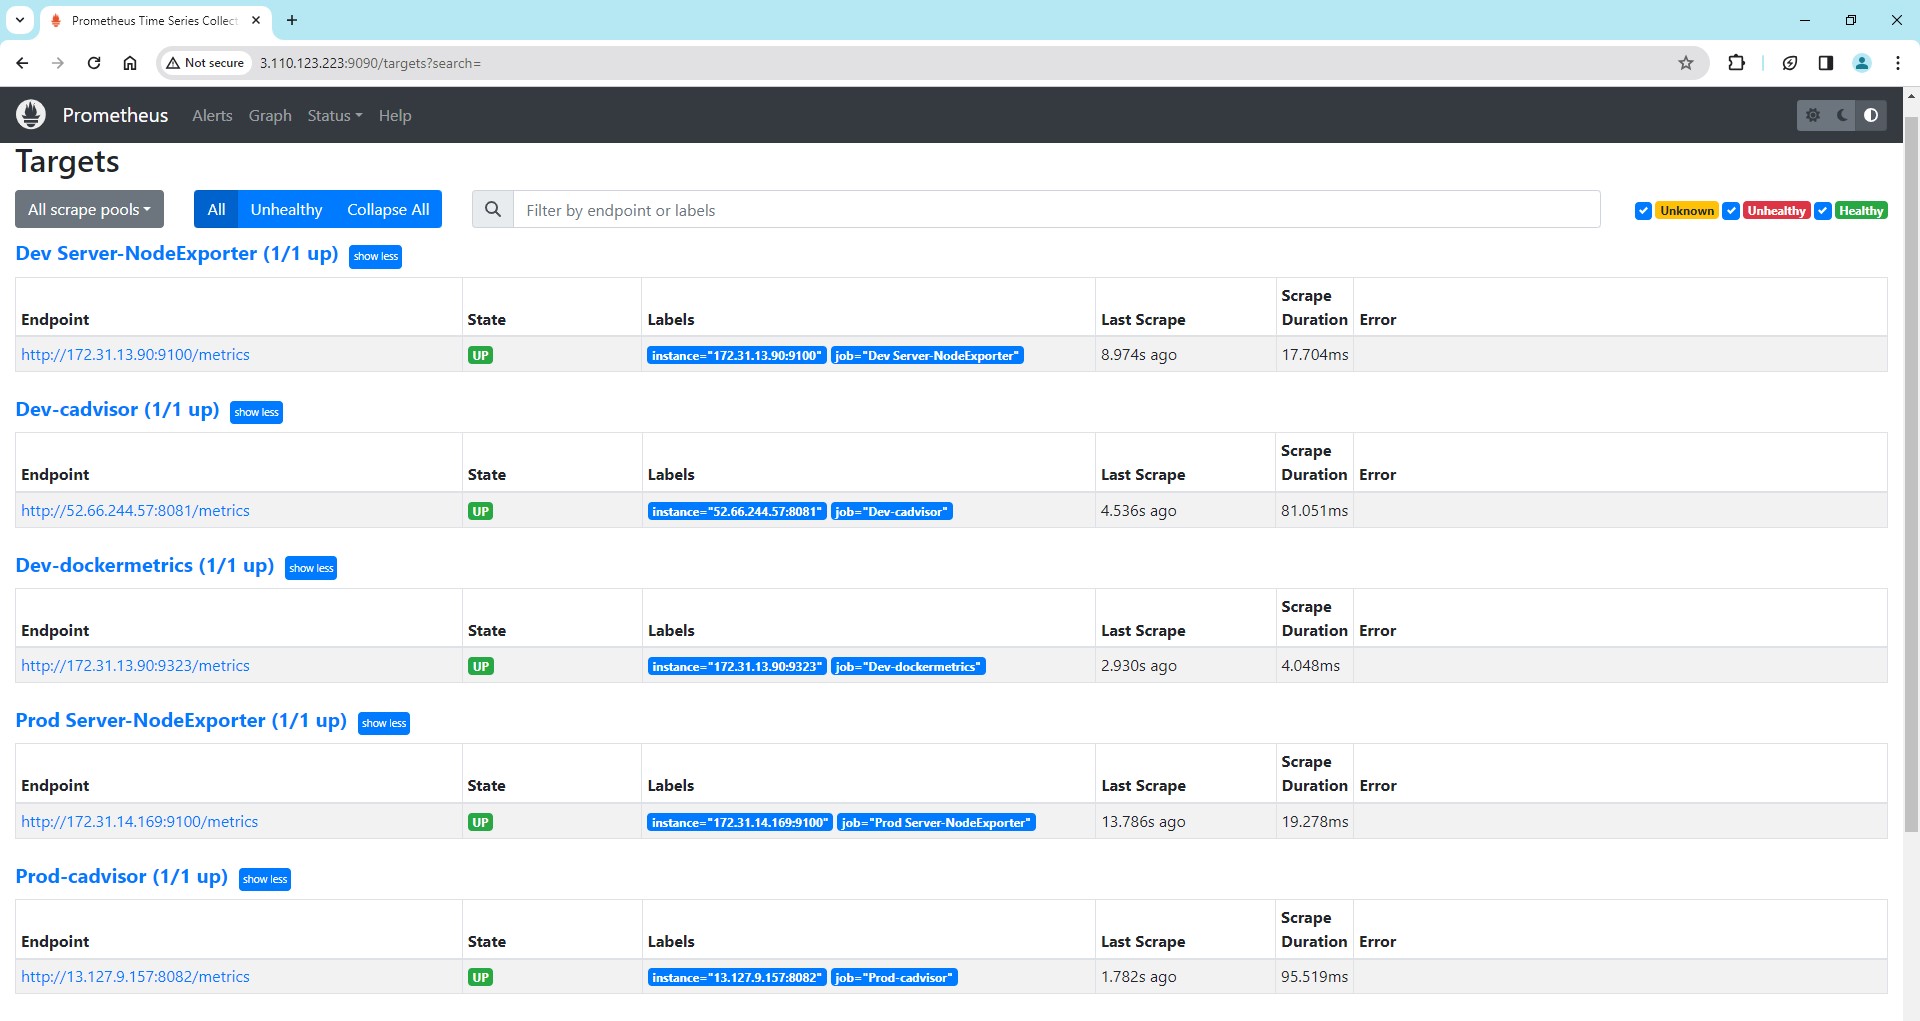 Prometheus Time Series Collect
Not secure 3.110.123.223:9090/targets?search=
Prometheus Alerts Graph Status Help
Targets
All scrape pools All Unhealthy Collapse All Filter by endpoint or labels Unknown Unhealthy Healthy
Dev Server-NodeExporter (1/1 up) show less
Endpoint State Labels Last Scrape Scrape Duration Error
http://172.31.13.90:9100/metrics UP instance="172.31.13.90:9100" job="Dev Server-NodeExporter" 8.974s ago 17.704ms
Dev-cadvisor (1/1 up) show less
Endpoint State Labels Last Scrape Scrape Duration Error
http://52.66.244.57:8081/metrics UP instance="52.66.244.57:8081" job="Dev-cadvisor" 4.536s ago 81.051ms
Dev-dockermetrics (1/1 up) show less
Endpoint State Labels Last Scrape Scrape Duration Error
http://172.31.13.90:9323/metrics UP instance="172.31.13.90:9323" job="Dev-dockermetrics" 2.930s ago 4.048ms
Prod Server-NodeExporter (1/1 up) show less
Endpoint State Labels Last Scrape Scrape Duration Error
http://172.31.14.169:9100/metrics UP instance="172.31.14.169:9100" job="Prod Server-NodeExporter" 13.786s ago 19.278ms
Prod-cadvisor (1/1 up) show less
Endpoint State Labels Last Scrape Scrape Duration Error
http://13.127.9.157:8082/metrics UP instance="13.127.9.157:8082" job="Prod-cadvisor" 1.782s ago 95.519ms